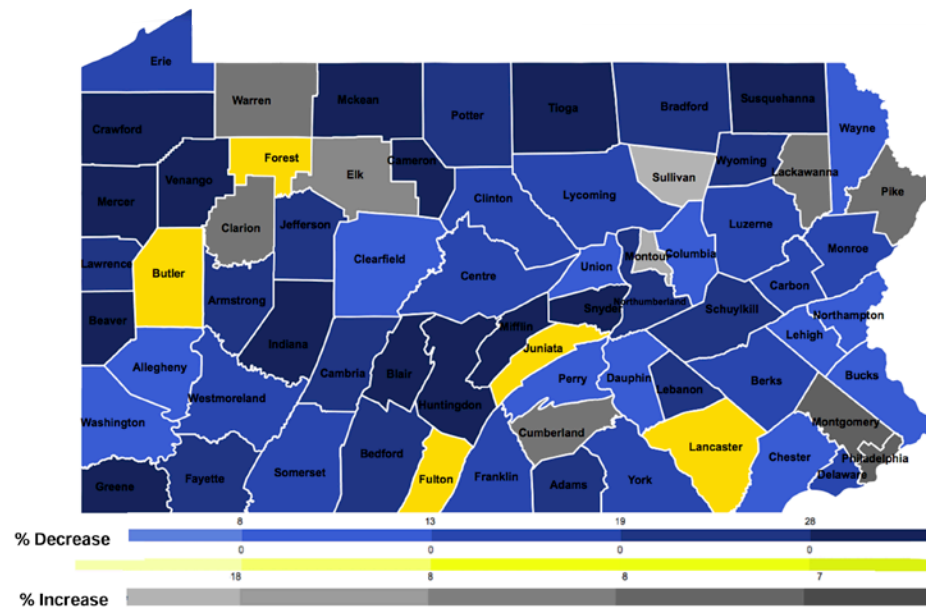 Erie
Warren
Mckean
Potter
Tioga
Bradford
Susquehanna
Wayne
Crawford
Forest
Elk
Cameron
Sullivan
Wyoming
Lackawanna
Pike
Venango
Mercer
Clarion
Jefferson
Clinton
Lycoming
Luzerne
Monroe
Lawrence
Butler
Clearfield
Centre
Union
Montour
Columbia
Carbon
Armstrong
Northumberland
Snyder
Schuylkill
Northampton
Beaver
Indiana
Mifflin
Lehigh
Allegheny
Cambria
Blair
Juniata
Perry
Dauphin
Lebanon
Berks
Bucks
Westmoreland
Huntingdon
Washington
Cumberland
Lancaster
Montgomery
Philadelphia
Greene
Fayette
Somerset
Bedford
Fulton
Franklin
Adams
York
Chester
Delaware
8 13 19 28
% Decrease
0 0 0 0
18 8 8 7
% Increase